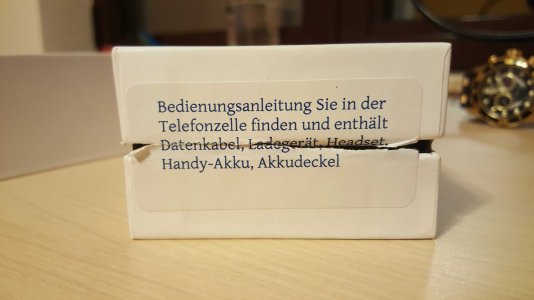 Bedienungsanleitung Sie in der
Telefonzelle finden und enthält
Datenkabel, Ladegerät, Headset,
Handy-Akku, Akkudeckel